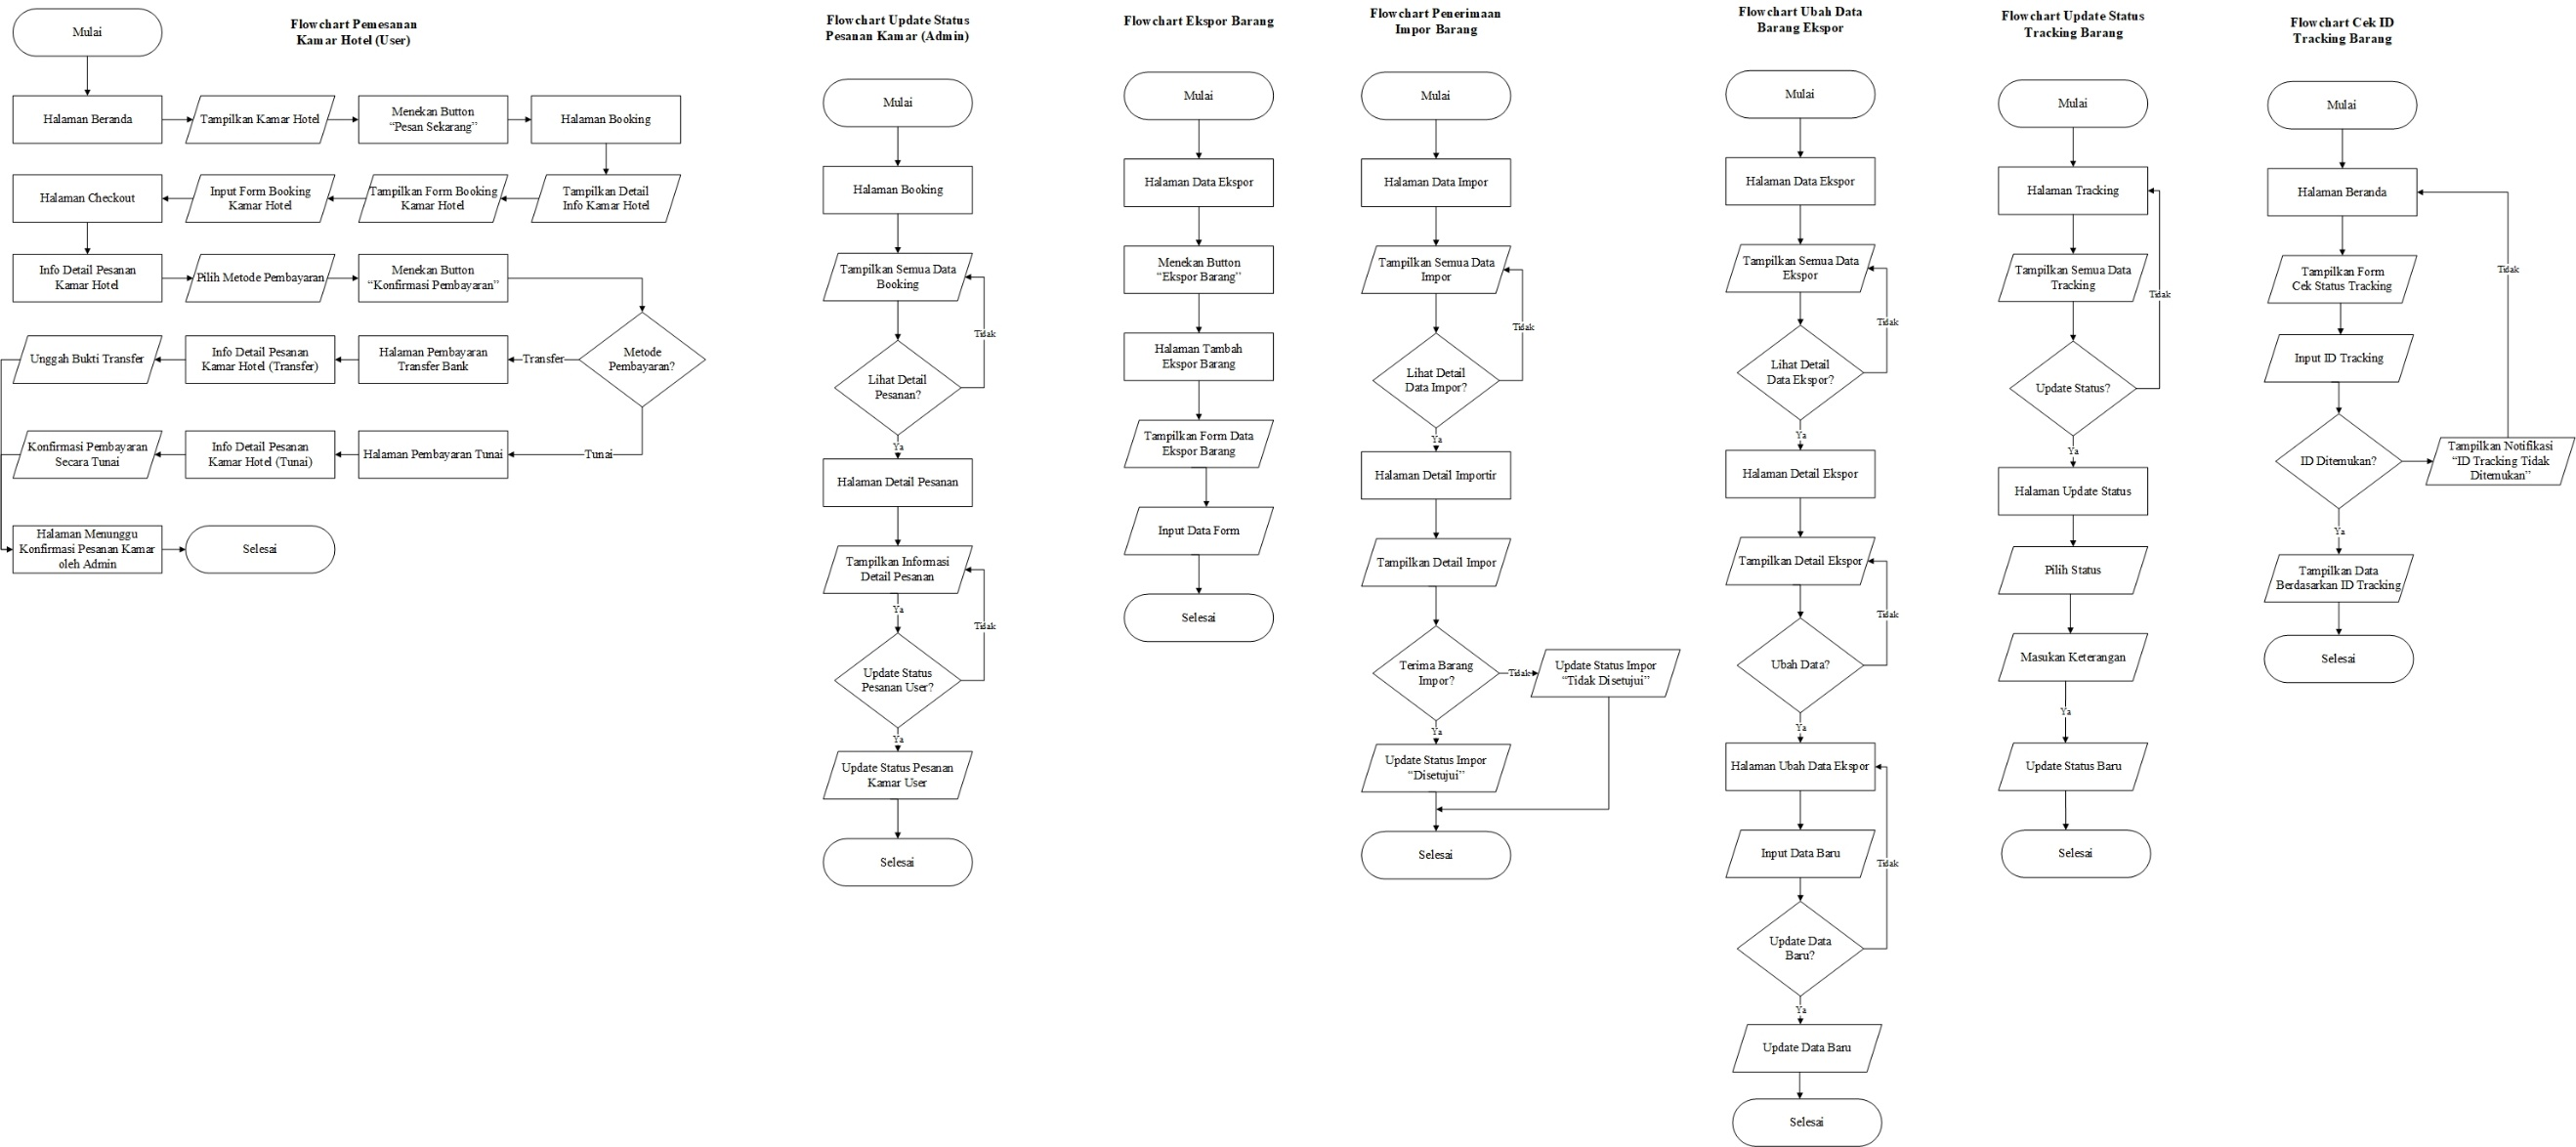 Flowchart Pemesanan
Kamar Hotel (User)
Mulai
Halaman Beranda
Tampilkan Kamar Hotel
Menekan Button
“Pesan Sekarang”
Halaman Booking
Tampilkan Detail
Info Kamar Hotel
Tampilkan Form Booking
Kamar Hotel
Input Form Booking
Kamar Hotel
Halaman Checkout
Info Detail Pesanan
Kamar Hotel
Pilih Metode Pembayaran
Menekan Button
“Konfirmasi Pembayaran”
Metode
Pembayaran?
Transfer
Halaman Pembayaran
Transfer Bank
Info Detail Pesanan
Kamar Hotel (Transfer)
Unggah Bukti Transfer
Tunai
Halaman Pembayaran Tunai
Info Detail Pesanan
Kamar Hotel (Tunai)
Konfirmasi Pembayaran
Secara Tunai
Halaman Menunggu
Konfirmasi Pesanan Kamar
oleh Admin
Selesai
Flowchart Update Status
Pesanan Kamar (Admin)
Mulai
Halaman Booking
Tampilkan Semua Data
Booking
Tidak
Lihat Detail
Pesanan?
Ya
Halaman Detail Pesanan
Tampilkan Informasi
Detail Pesanan
Ya
Tidak
Update Status
Pesanan User?
Ya
Update Status Pesanan
Kamar User
Selesai
Flowchart Ekspor Barang
Mulai
Halaman Data Ekspor
Menekan Button
“Ekspor Barang”
Halaman Tambah
Ekspor Barang
Tampilkan Form Data
Ekspor Barang
Input Data Form
Selesai
Flowchart Penerimaan
Impor Barang
Mulai
Halaman Data Impor
Tampilkan Semua Data
Impor
Tidak
Lihat Detail
Data Impor?
Ya
Halaman Detail Importir
Tampilkan Detail Impor
Terima Barang
Impor?
Tidak
Update Status Impor
“Tidak Disetujui”
Ya
Update Status Impor
“Disetujui”
Selesai
Flowchart Ubah Data
Barang Ekspor
Mulai
Halaman Data Ekspor
Tampilkan Semua Data
Ekspor
Tidak
Lihat Detail
Data Ekspor?
Ya
Halaman Detail Ekspor
Tampilkan Detail Ekspor
Tidak
Ubah Data?
Ya
Halaman Ubah Data Ekspor
Input Data Baru
Tidak
Update Data
Baru?
Ya
Update Data Baru
Selesai
Flowchart Update Status
Tracking Barang
Mulai
Halaman Tracking
Tampilkan Semua Data
Tracking
Tidak
Update Status?
Ya
Halaman Update Status
Pilih Status
Masukan Keterangan
Ya
Update Status Baru
Selesai
Flowchart Cek ID
Tracking Barang
Mulai
Halaman Beranda
Tampilkan Form
Cek Status Tracking
Tidak
Input ID Tracking
ID Ditemukan?
Tampilkan Notifikasi
“ID Tracking Tidak
Ditemukan”
Ya
Tampilkan Data
Berdasarkan ID Tracking
Selesai